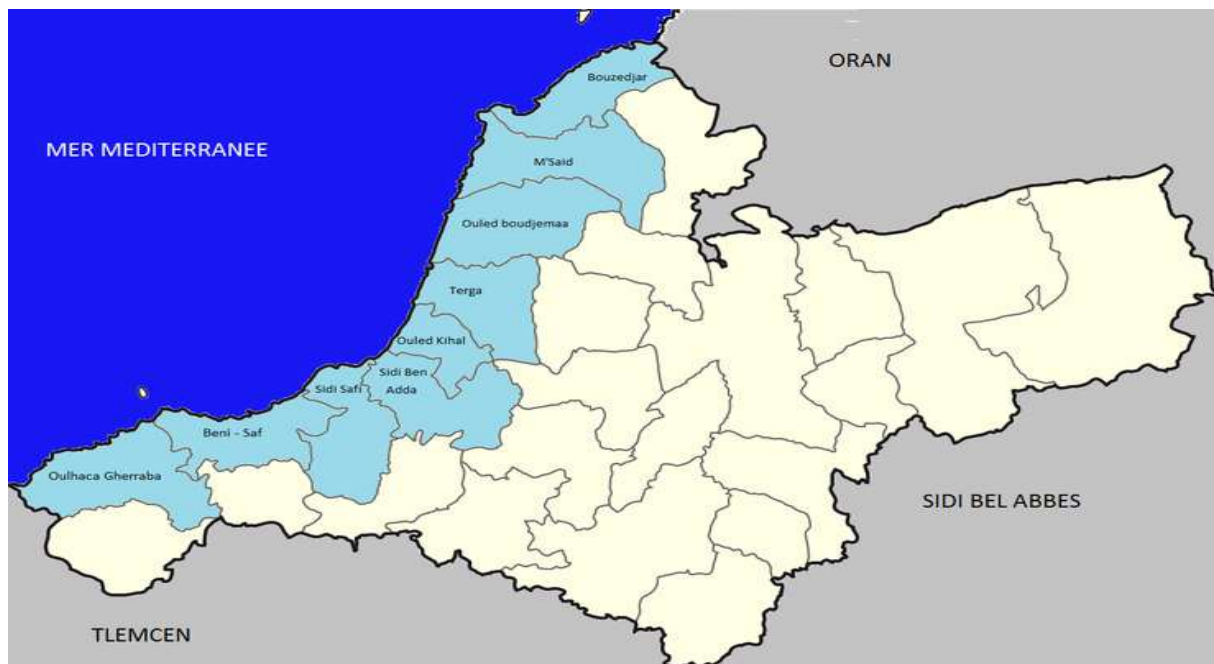 ORAN
Bouzedjar
MER MEDITERRANEE
M'Said
Ouled boudjemaa
Terga
Ouled Kihal
Sidi Ben
Adda
Sidi Safi
Beni - Saf
Oulhaca Gherraba
SIDI BEL ABBES
TLEMCEN